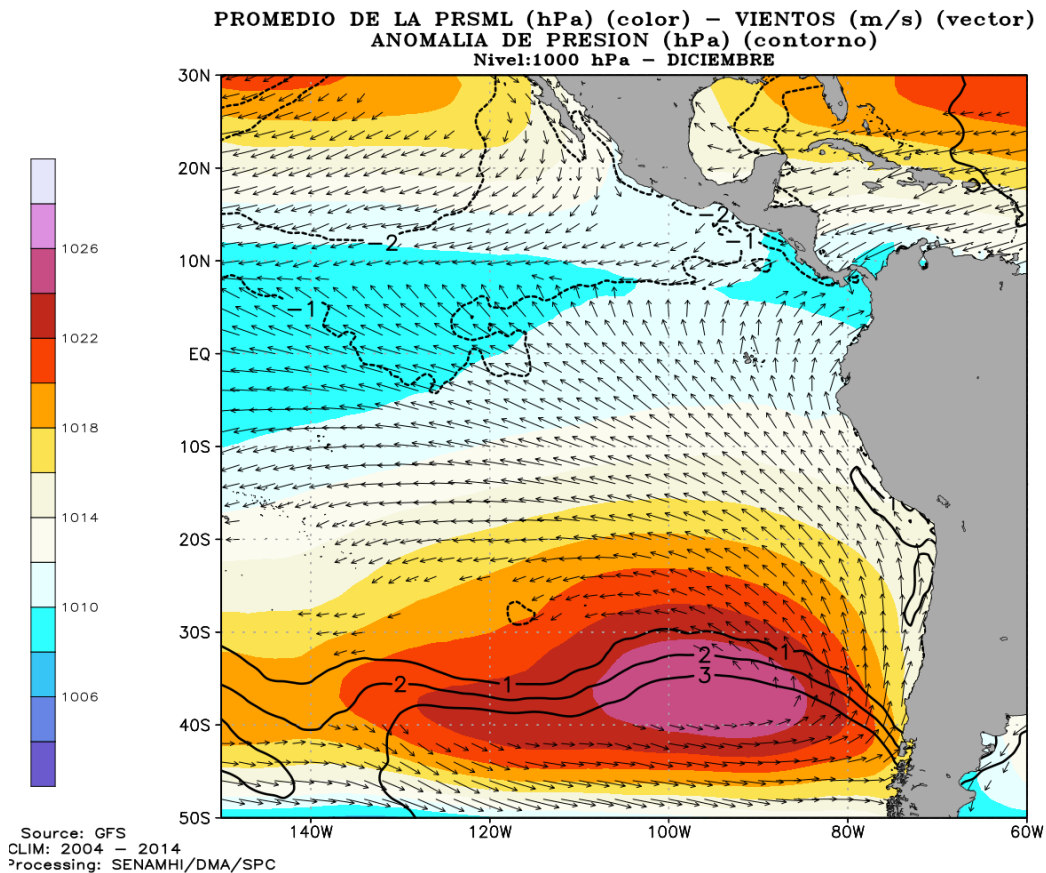 PROMEDIO DE LA PRSML (hPa) (color) – VIENTOS (m/s) (vector)
ANOMALIA DE PRESION (hPa) (contorno)
Nivel:1000 hPa – DICIEMBRE
30N
20N
10N
EQ
10S
20S
30S
40S
50S
140W
120W
100W
80W
60W
1026
1022
1018
1014
1010
1006
-2
-2
-1
-1
3
1
2
3
1
2
1
Source: GFS
CLIM: 2004 – 2014
Processing: SENAMHI/DMA/SPC